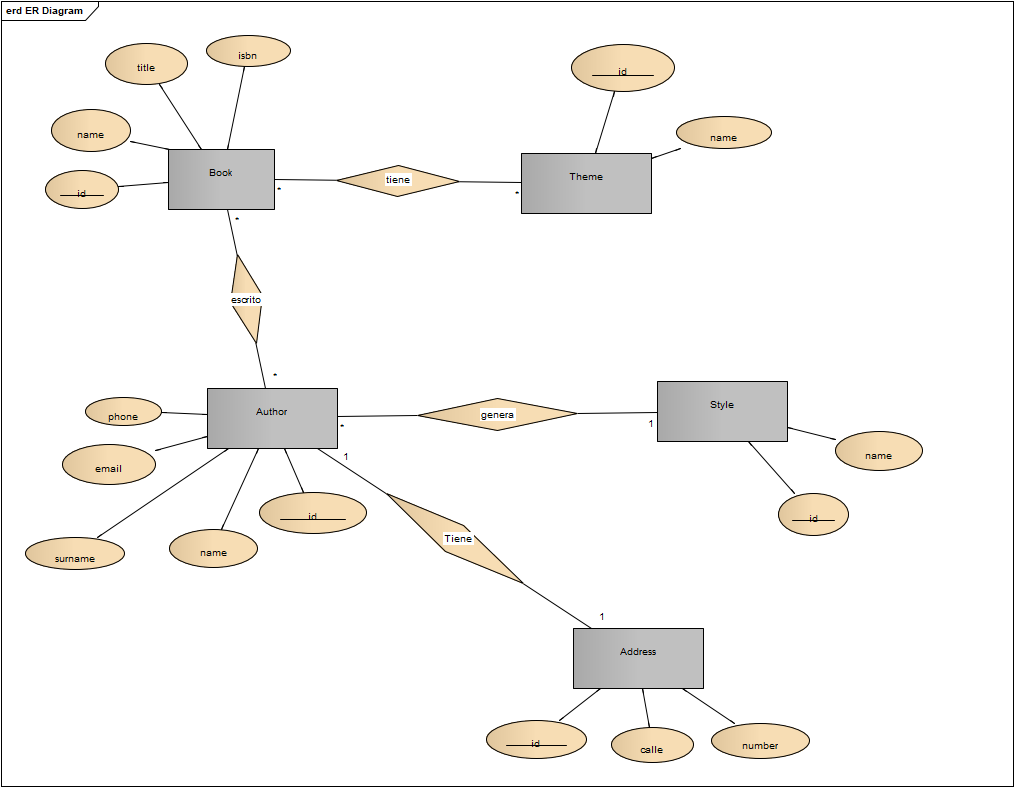 erd ER Diagram
isbn
title
id
name
name
Book
Theme
tiene
id
*
*
*
escrito
*
Author
Style
phone
genera
*
1
1
name
email
id
id
Tiene
name
surname
1
Address
id
calle
number